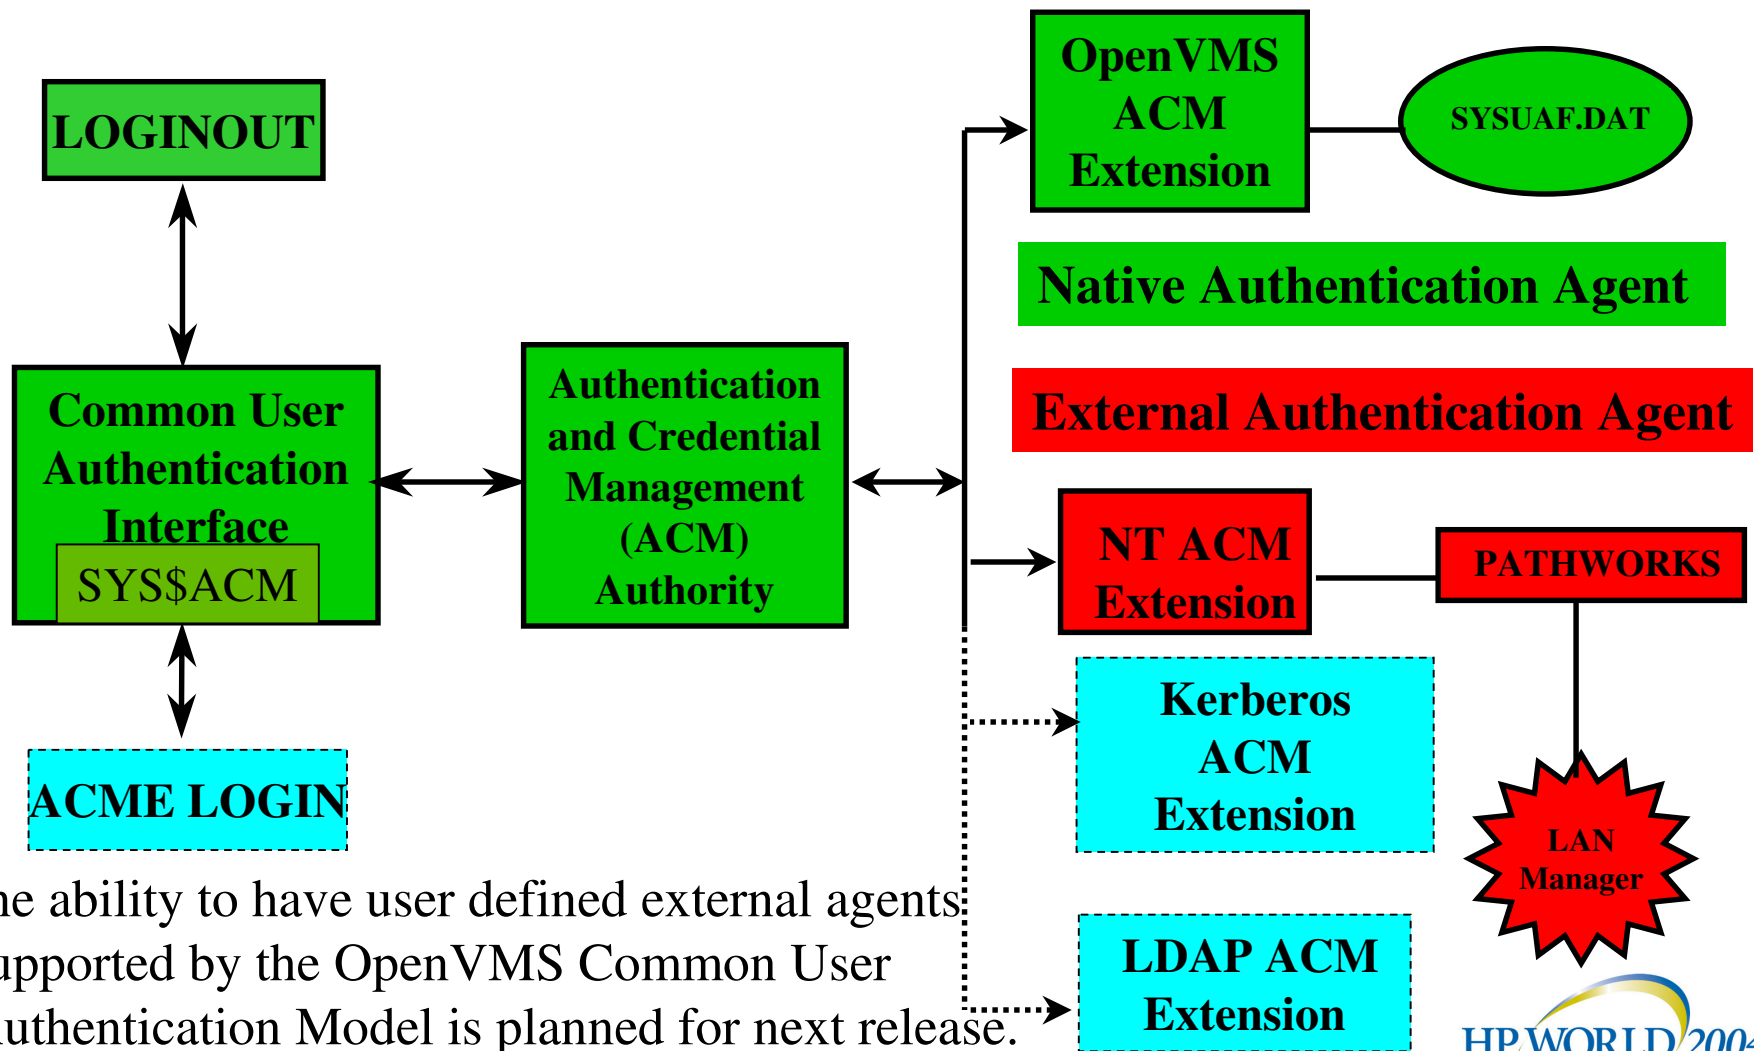 LOGINOUT
Common User
Authentication
Interface
SYS$ACM
ACME LOGIN
Authentication
and Credential
Management
(ACM)
Authority
OpenVMS
ACM
Extension
SYSUAF.DAT
Native Authentication Agent
External Authentication Agent
NT ACM
Extension
PATHWORKS
Kerberos
ACM
Extension
LAN
Manager
LDAP ACM
Extension
he ability to have user defined external agents
upported by the OpenVMS Common User
uthentication Model is planned for next release.
HP WORLD 2004